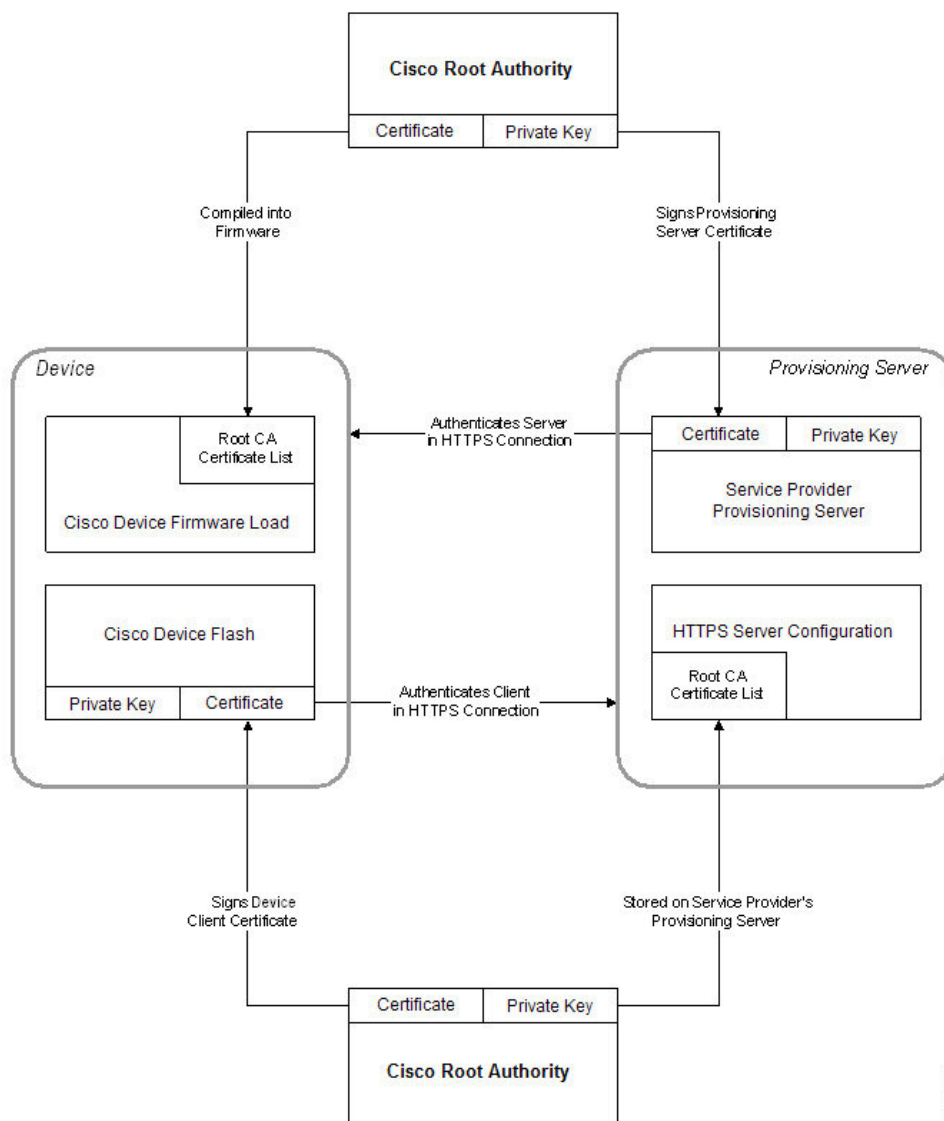 Cisco Root Authority
Certificate
Private Key
Compiled into
Firmware
Signs Provisioning
Server Certificate
Device
Provisioning Server
Root CA
Certificate List
Cisco Device Firmware Load
Authenticates Server
in HTTPS Connection
Certificate
Private Key
Service Provider
Provisioning Server
Cisco Device Flash
Private Key
Certificate
Authenticates Client
in HTTPS Connection
HTTPS Server Configuration
Root CA
Certificate List
Signs Device
Client Certificate
Stored on Service Provider's
Provisioning Server
Certificate
Private Key
Cisco Root Authority